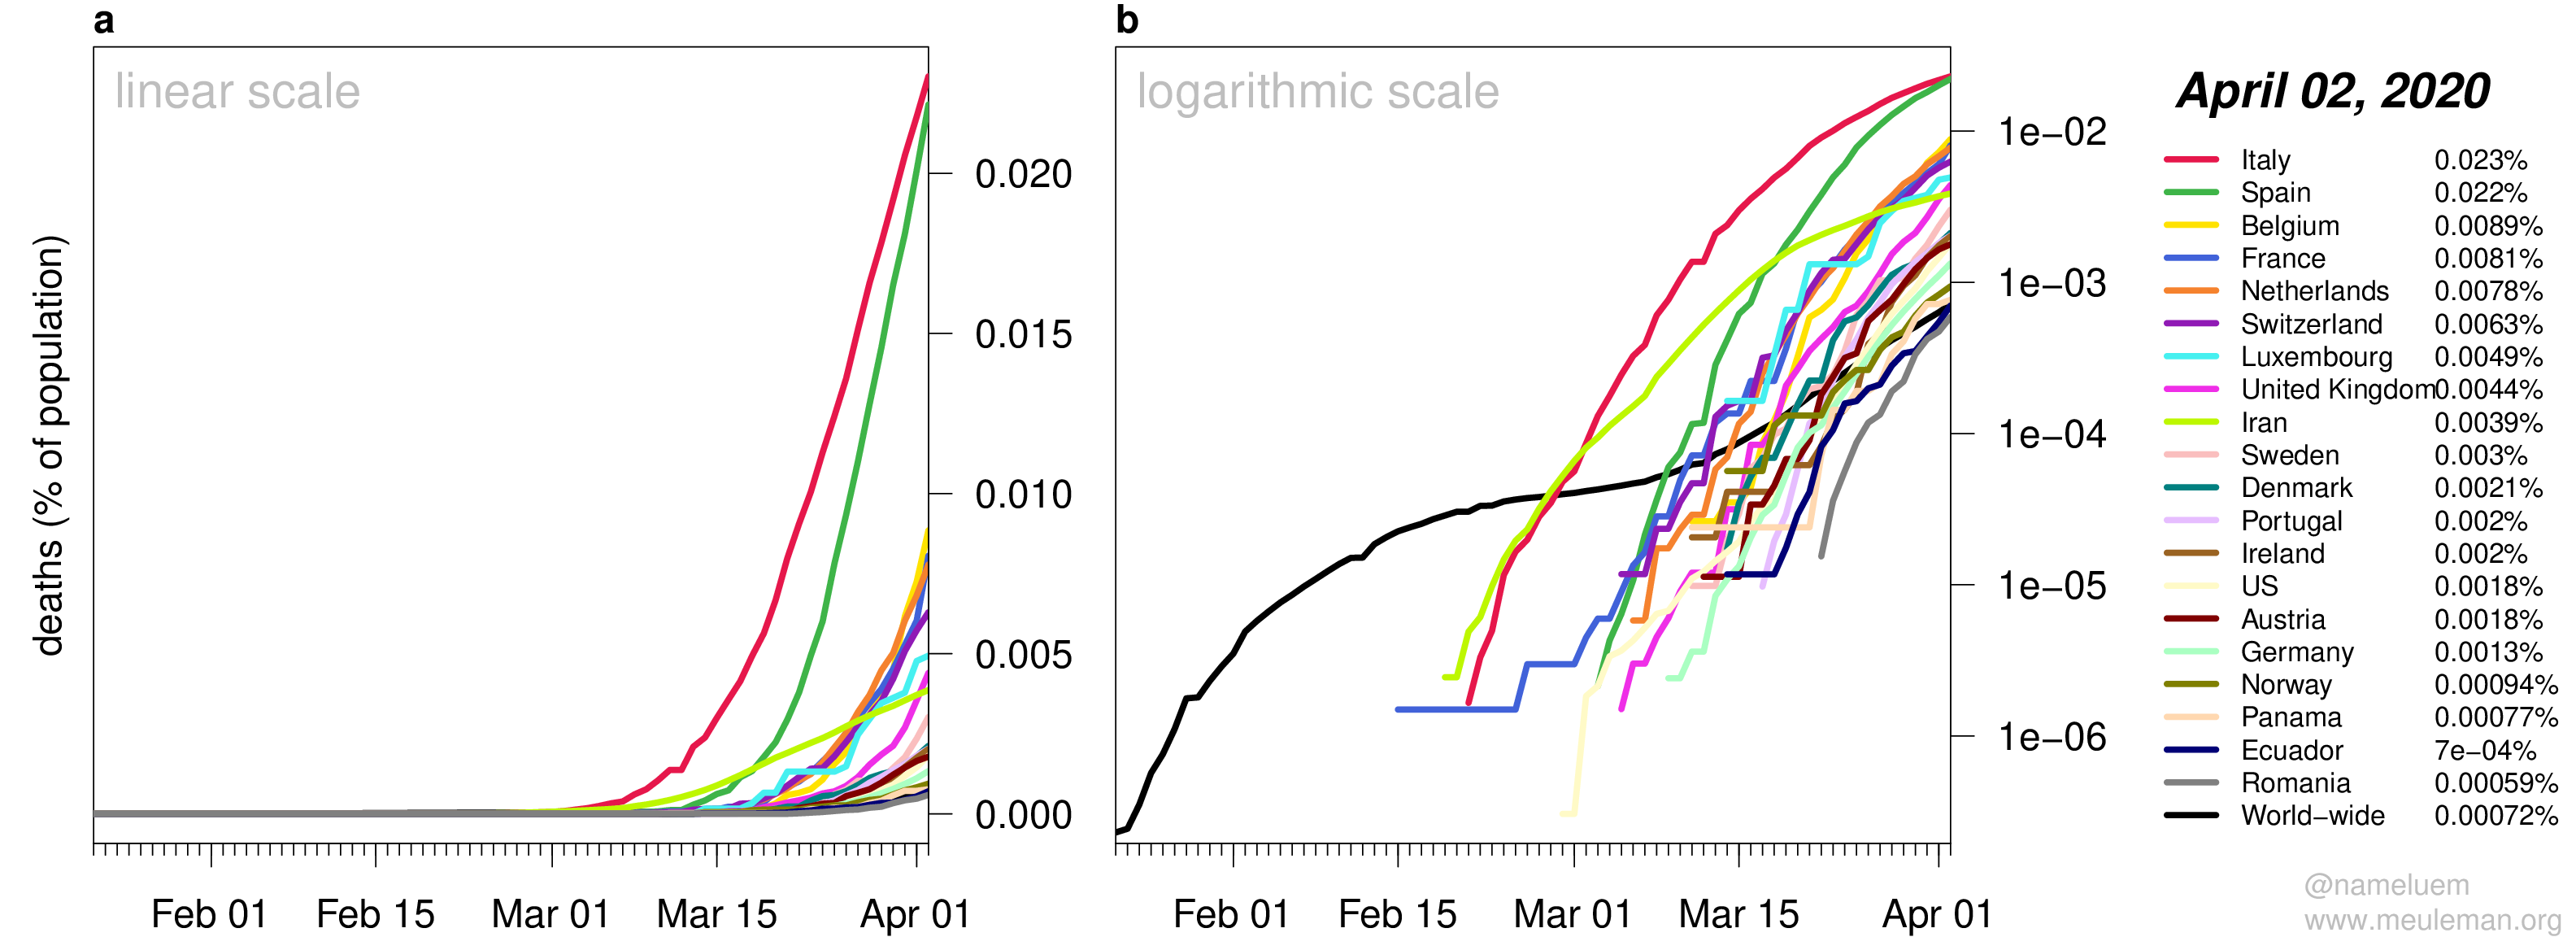 a
linear scale
deaths (% of population)
0.020
0.015
0.010
0.005
0.000
Feb 01 Feb 15 Mar 01 Mar 15 Apr 01
b
logarithmic scale
1e−02
1e−03
1e−04
1e−05
1e−06
Feb 01 Feb 15 Mar 01 Mar 15 Apr 01
April 02, 2020
Italy 0.023%
Spain 0.022%
Belgium 0.0089%
France 0.0081%
Netherlands 0.0078%
Switzerland 0.0063%
Luxembourg 0.0049%
United Kingdom 0.0044%
Iran 0.0039%
Sweden 0.003%
Denmark 0.0021%
Portugal 0.002%
Ireland 0.002%
US 0.0018%
Austria 0.0018%
Germany 0.0013%
Norway 0.00094%
Panama 0.00077%
Ecuador 7e−04%
Romania 0.00059%
World−wide 0.00072%
@nameluem
www.meuleman.org